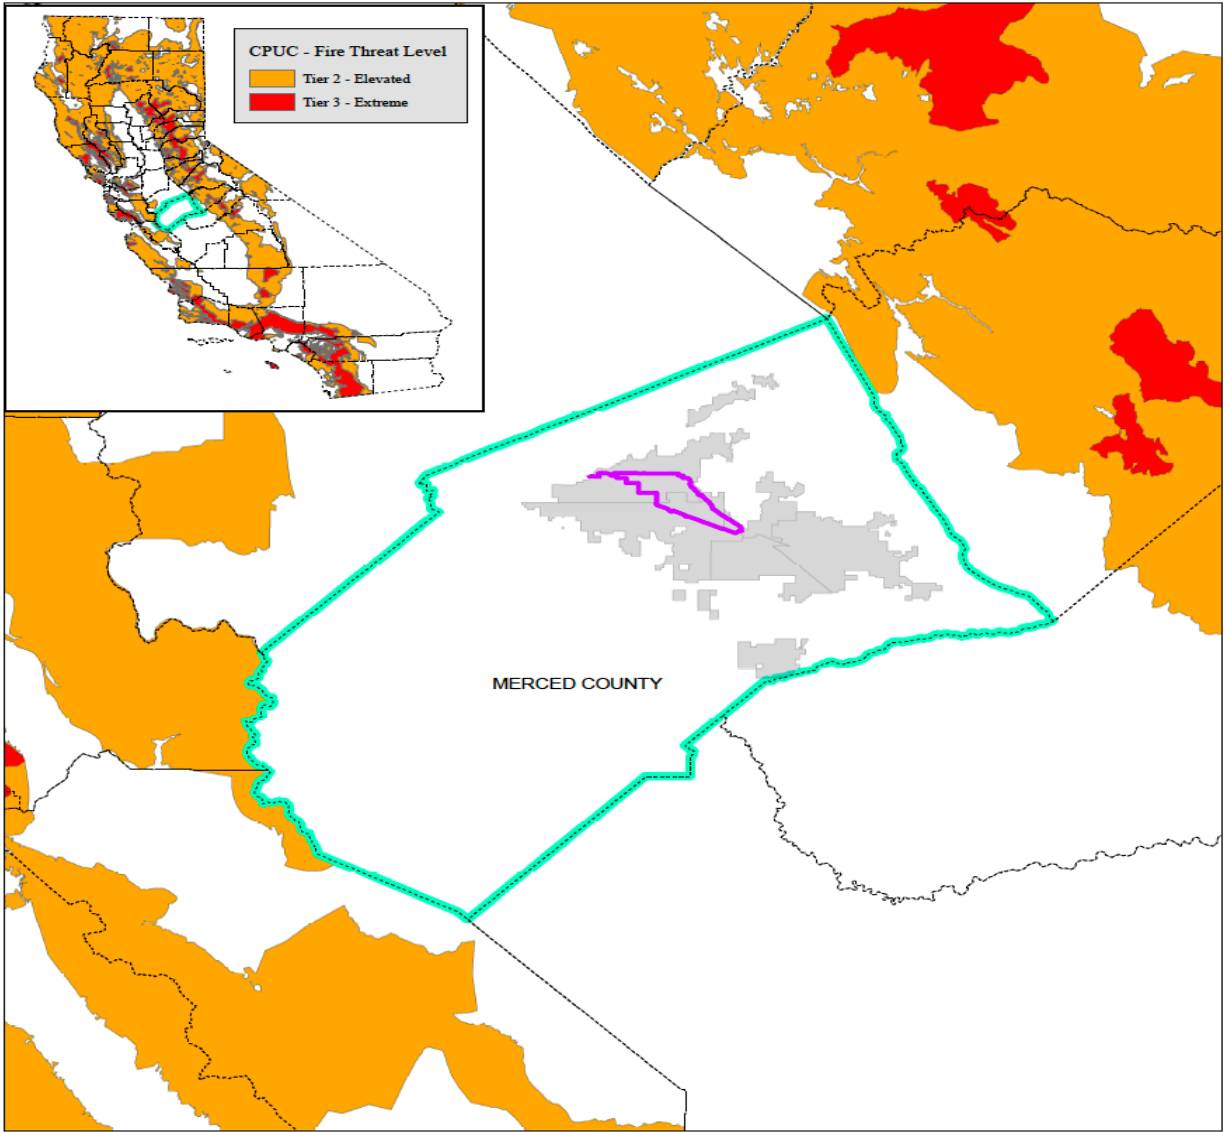 CPUC - Fire Threat Level
Tier 2 - Elevated
Tier 3 - Extreme
MERCED COUNTY